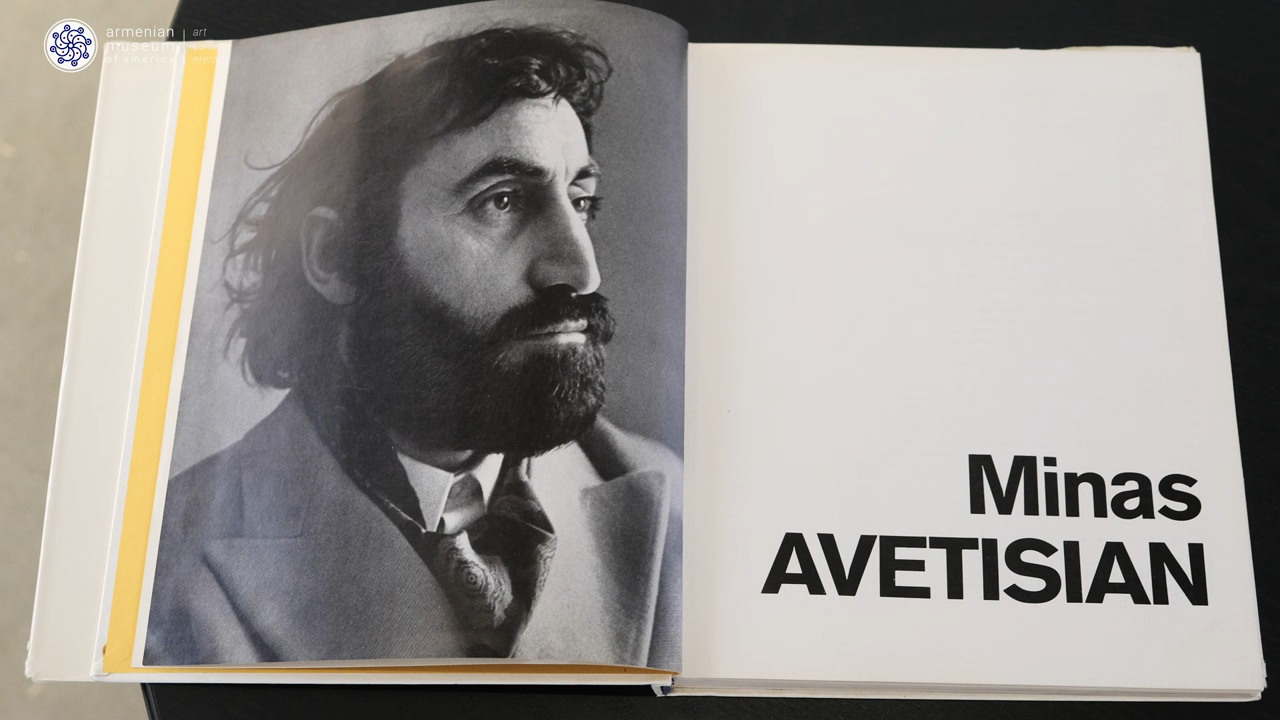 armenian
museum
of america
art
Minas
AVETISIAN